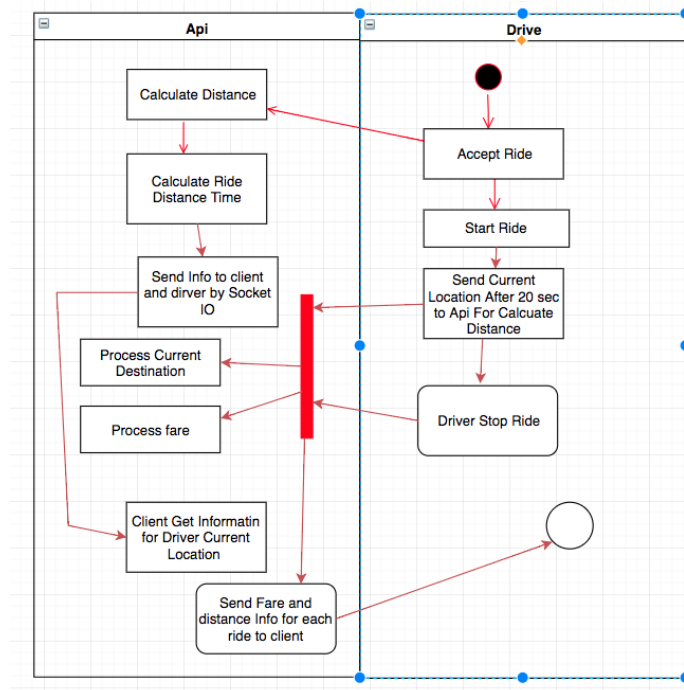 Api
Drive
Calculate Distance
Accept Ride
Calculate Ride
Distance Time
Start Ride
Send Info to client
and dirver by Socket
IO
Send Current
Location After 20 sec
to Api For Calcuate
Distance
Process Current
Destination
Process fare
Driver Stop Ride
Client Get Informatin
for Driver Current
Location
Send Fare and
distance Info for each
ride to client